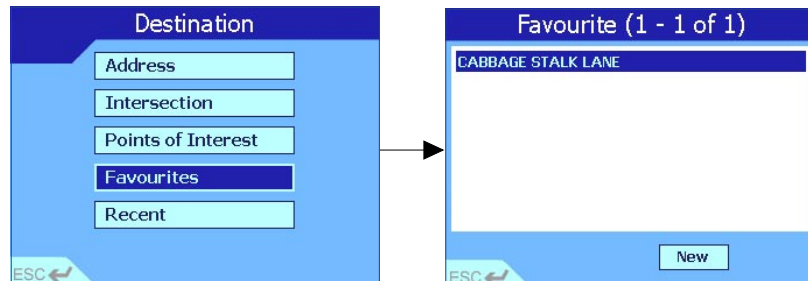 Destination
Address
Intersection
Points of Interest
Favourites
Recent
ESC
Favourite (1 - 1 of 1)
CABBAGE STALK LANE
New
ESC